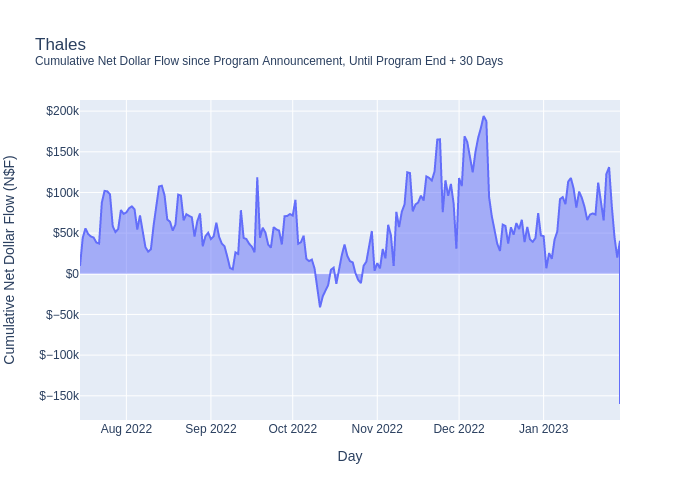 Thales
Cumulative Net Dollar Flow since Program Announcement, Until Program End + 30 Days
Cumulative Net Dollar Flow (N$F)
$200k
$150k
$100k
$50k
$0
$−50k
$−100k
$−150k
Aug 2022
Sep 2022
Oct 2022
Nov 2022
Dec 2022
Jan 2023
Day